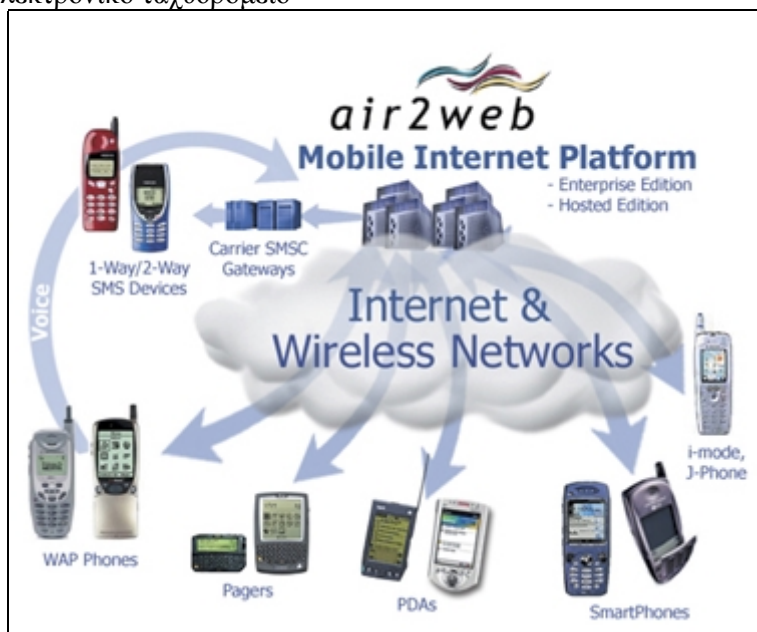 air2web
Mobile Internet Platform
- Enterprise Edition
- Hosted Edition
Carrier SMSC
Gateways
1-Way/2-Way
SMS Devices
Voice
Internet &
Wireless Networks
i-mode,
J-Phone
WAP Phones
Pagers
PDAs
SmartPhones